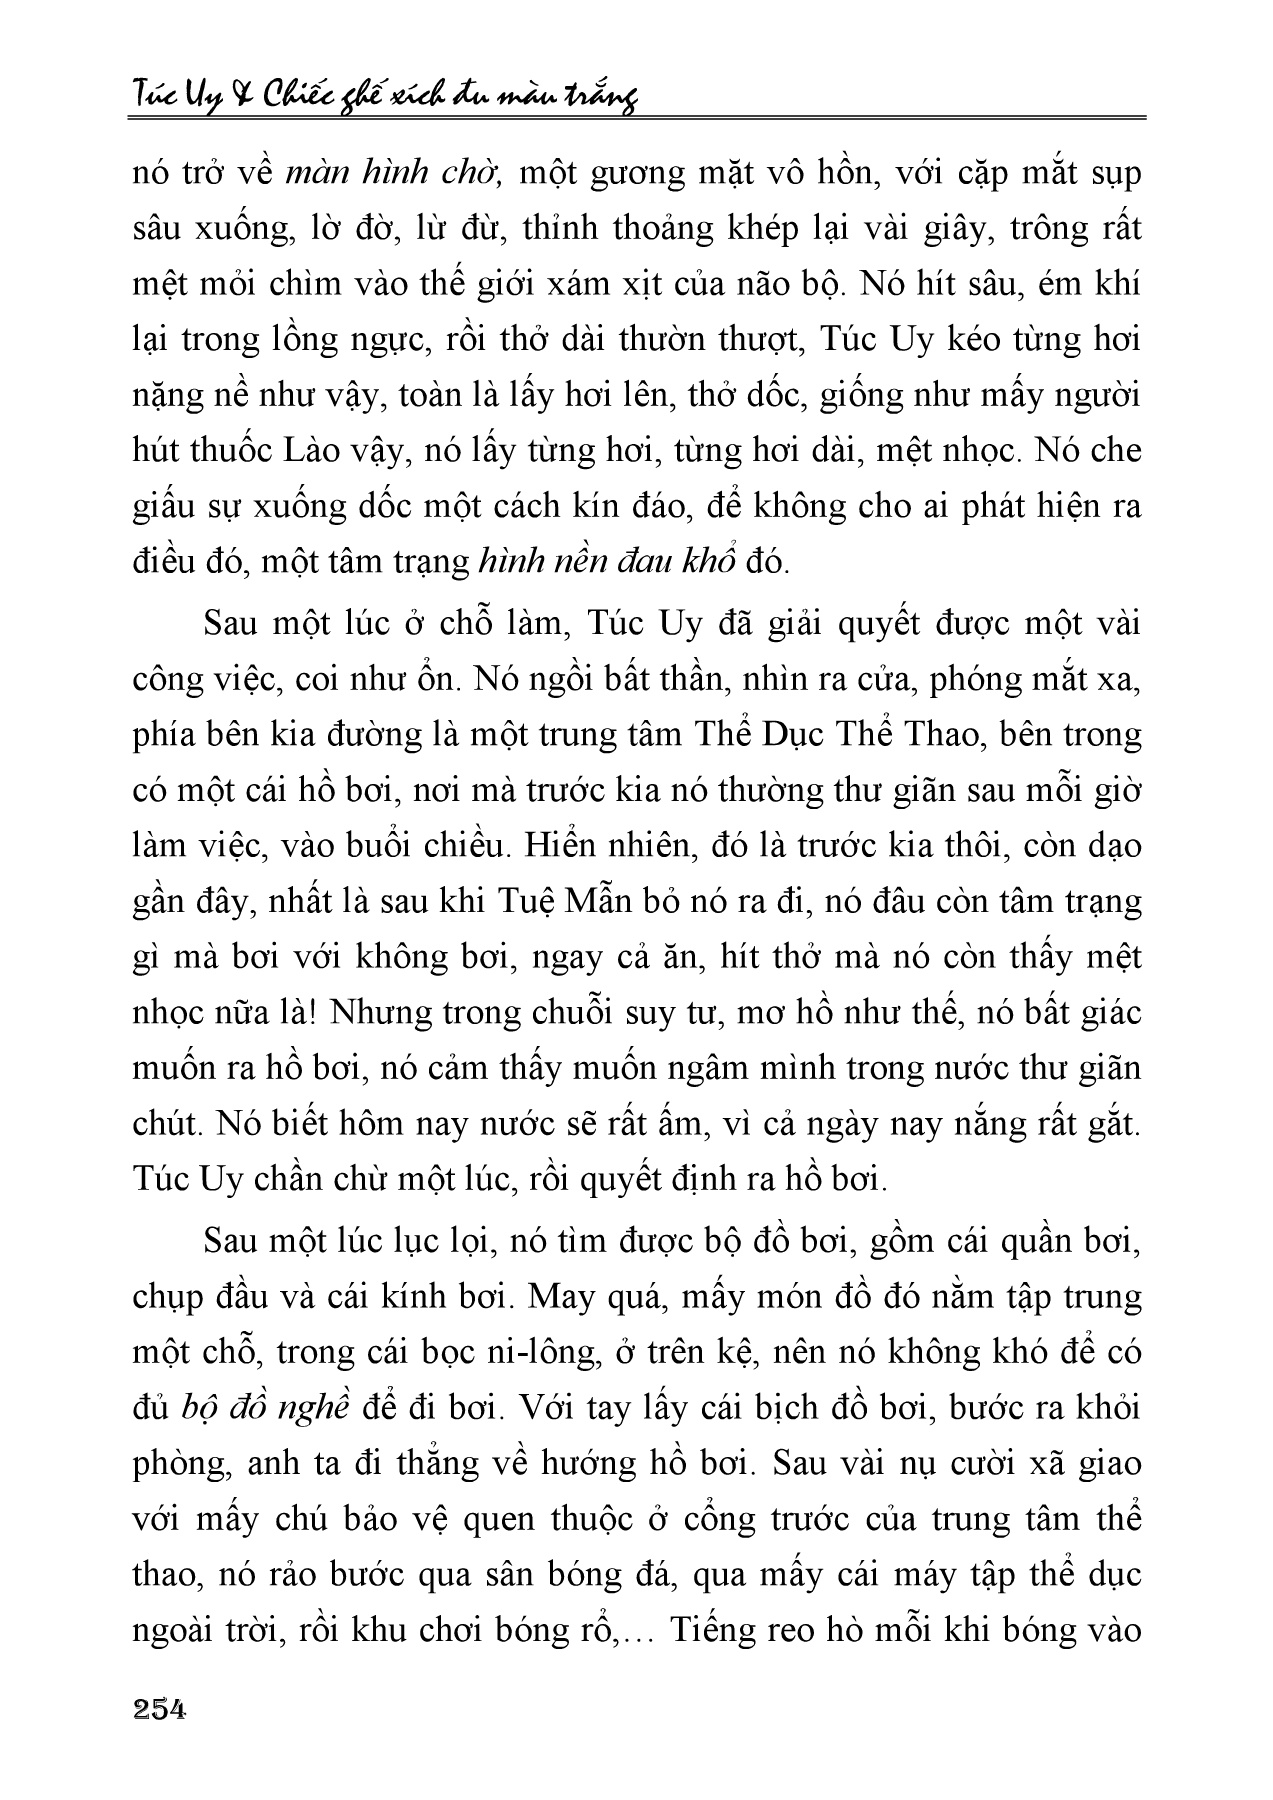 Túc Uy & Chiếc ghế xích đu màu trắng
nó trở về màn hình chờ, một gương mặt vô hồn, với cặp mắt sụp
sâu xuống, lờ đờ, lừ đừ, thỉnh thoảng khép lại vài giây, trông rất
mệt mỏi chìm vào thế giới xám xịt của não bộ. Nó hít sâu, ém khí
lại trong lồng ngực, rồi thở dài thườn thượt, Túc Uy kéo từng hơi
nặng nề như vậy, toàn là lấy hơi lên, thở dốc, giống như mấy người
hút thuốc Lào vậy, nó lấy từng hơi, từng hơi dài, mệt nhọc. Nó che
giấu sự xuống dốc một cách kín đáo, để không cho ai phát hiện ra
điều đó, một tâm trạng hình nền đau khổ đó.
Sau một lúc ở chỗ làm, Túc Uy đã giải quyết được một vài
công việc, coi như ổn. Nó ngồi bất thần, nhìn ra cửa, phóng mắt xa,
phía bên kia đường là một trung tâm Thể Dục Thể Thao, bên trong
có một cái hồ bơi, nơi mà trước kia nó thường thư giãn sau mỗi giờ
làm việc, vào buổi chiều. Hiển nhiên, đó là trước kia thôi, còn dạo
gần đây, nhất là sau khi Tuệ Mẫn bỏ nó ra đi, nó đâu còn tâm trạng
gì mà bơi với không bơi, ngay cả ăn, hít thở mà nó còn thấy mệt
nhọc nữa là! Nhưng trong chuỗi suy tư, mơ hồ như thế, nó bất giác
muốn ra hồ bơi, nó cảm thấy muốn ngâm mình trong nước thư giãn
chút. Nó biết hôm nay nước sẽ rất ấm, vì cả ngày nay nắng rất gắt.
Túc Uy chần chừ một lúc, rồi quyết định ra hồ bơi.
Sau một lúc lục lọi, nó tìm được bộ đồ bơi, gồm cái quần bơi,
chụp đầu và cái kính bơi. May quá, mấy món đồ đó nằm tập trung
một chỗ, trong cái bọc ni-lông, ở trên kệ, nên nó không khó để có
đủ bộ đồ nghề để đi bơi. Với tay lấy cái bịch đồ bơi, bước ra khỏi
phòng, anh ta đi thẳng về hướng hồ bơi. Sau vài nụ cười xã giao
với mấy chú bảo vệ quen thuộc ở cổng trước của trung tâm thể
thao, nó rảo bước qua sân bóng đá, qua mấy cái máy tập thể dục
ngoài trời, rồi khu chơi bóng rổ,… Tiếng reo hò mỗi khi bóng vào
254